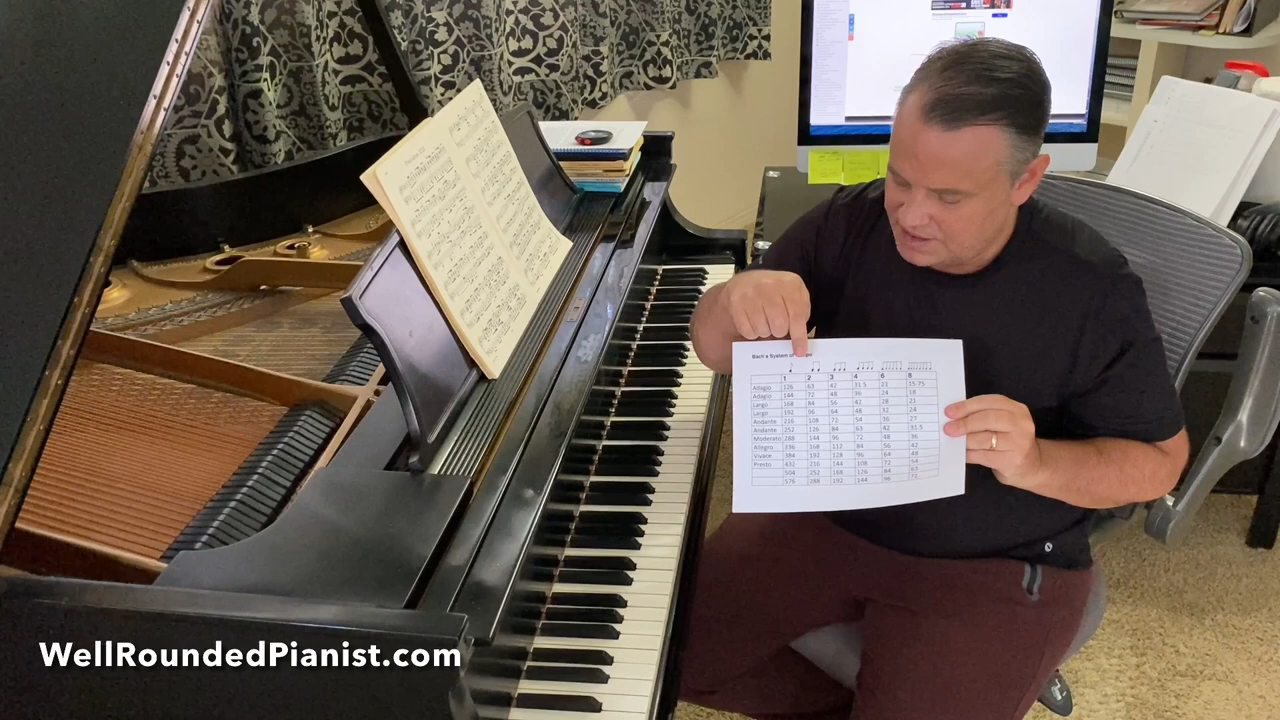 Bach s System of
1 2 3 4 6 8
Adagio 126 63 42 31.5 21 15.75
Adagio 144 72 48 36 24 18
Largo 168 84 56 42 28 21
Largo 192 96 64 48 32 24
Andante 216 108 72 54 36 27
Andante 252 126 84 63 42 31.5
Moderato 288 144 96 72 48 36
Allegro 336 168 112 84 56 42
Vivace 384 192 128 96 64 48
Presto 432 216 144 108 72 54
504 252 168 126 84 63
576 288 192 144 96 72
WellRoundedPianist.com